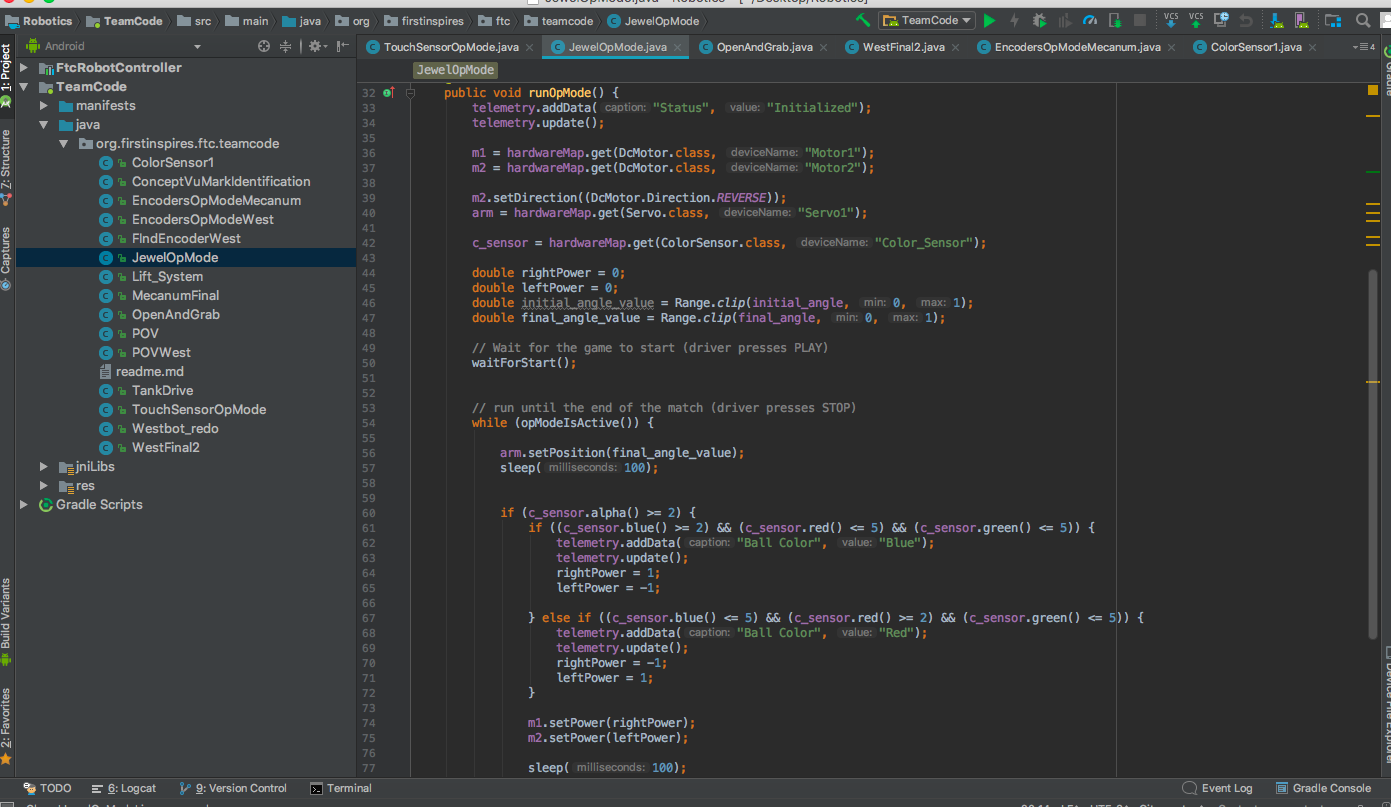 JewelOpMode.java - Robotics - [~/Desktop/Robotics]
Robotics TeamCode src main java org firstinspires ftc teamcode JewelOpMode TeamCode VCS VCS
Android
TouchSensorOpMode.java JewelOpMode.java OpenAndGrab.java WestFinal2.java EncodersOpModeMecanum.java ColorSensor1.java 4
JewelOpMode
1: Project
Z: Structure
Captures
Build Variants
2: Favorites
FtcRobotController
TeamCode
manifests
java
org.firstinspires.ftc.teamcode
ColorSensor1
ConceptVuMarkIdentification
EncodersOpModeMecanum
EncodersOpModeWest
FIndEncoderWest
JewelOpMode
Lift_System
MecanumFinal
OpenAndGrab
POV
POVWest
readme.md
TankDrive
TouchSensorOpMode
Westbot_redo
WestFinal2
jniLibs
res
Gradle Scripts
32 public void runOpMode() {
33 telemetry.addData( caption: "Status", value: "Initialized");
34 telemetry.update();
35
36 m1 = hardwareMap.get(DcMotor.class, deviceName: "Motor1");
37 m2 = hardwareMap.get(DcMotor.class, deviceName: "Motor2");
38
39 m2.setDirection((DcMotor.Direction.REVERSE));
40 arm = hardwareMap.get(Servo.class, deviceName: "Servo1");
41
42 c_sensor = hardwareMap.get(ColorSensor.class, deviceName: "Color_Sensor");
43
44 double rightPower = 0;
45 double leftPower = 0;
46 double initial_angle_value = Range.clip(initial_angle, min: 0, max: 1);
47 double final_angle_value = Range.clip(final_angle, min: 0, max: 1);
48
49 // Wait for the game to start (driver presses PLAY)
50 waitForStart();
51
52
53 // run until the end of the match (driver presses STOP)
54 while (opModeIsActive()) {
55
56 arm.setPosition(final_angle_value);
57 sleep( milliseconds: 100);
58
59
60 if (c_sensor.alpha() >= 2) {
61 if ((c_sensor.blue() >= 2) && (c_sensor.red() <= 5) && (c_sensor.green() <= 5)) {
62 telemetry.addData( caption: "Ball Color", value: "Blue");
63 telemetry.update();
64 rightPower = 1;
65 leftPower = -1;
66
67 } else if ((c_sensor.blue() <= 5) && (c_sensor.red() >= 2) && (c_sensor.green() <= 5)) {
68 telemetry.addData( caption: "Ball Color", value: "Red");
69 telemetry.update();
70 rightPower = -1;
71 leftPower = 1;
72 }
73
74 m1.setPower(rightPower);
75 m2.setPower(leftPower);
76
77 sleep( milliseconds: 100);
Gradle
Device File Explorer
TODO 6: Logcat 9: Version Control Terminal Event Log Gradle Console